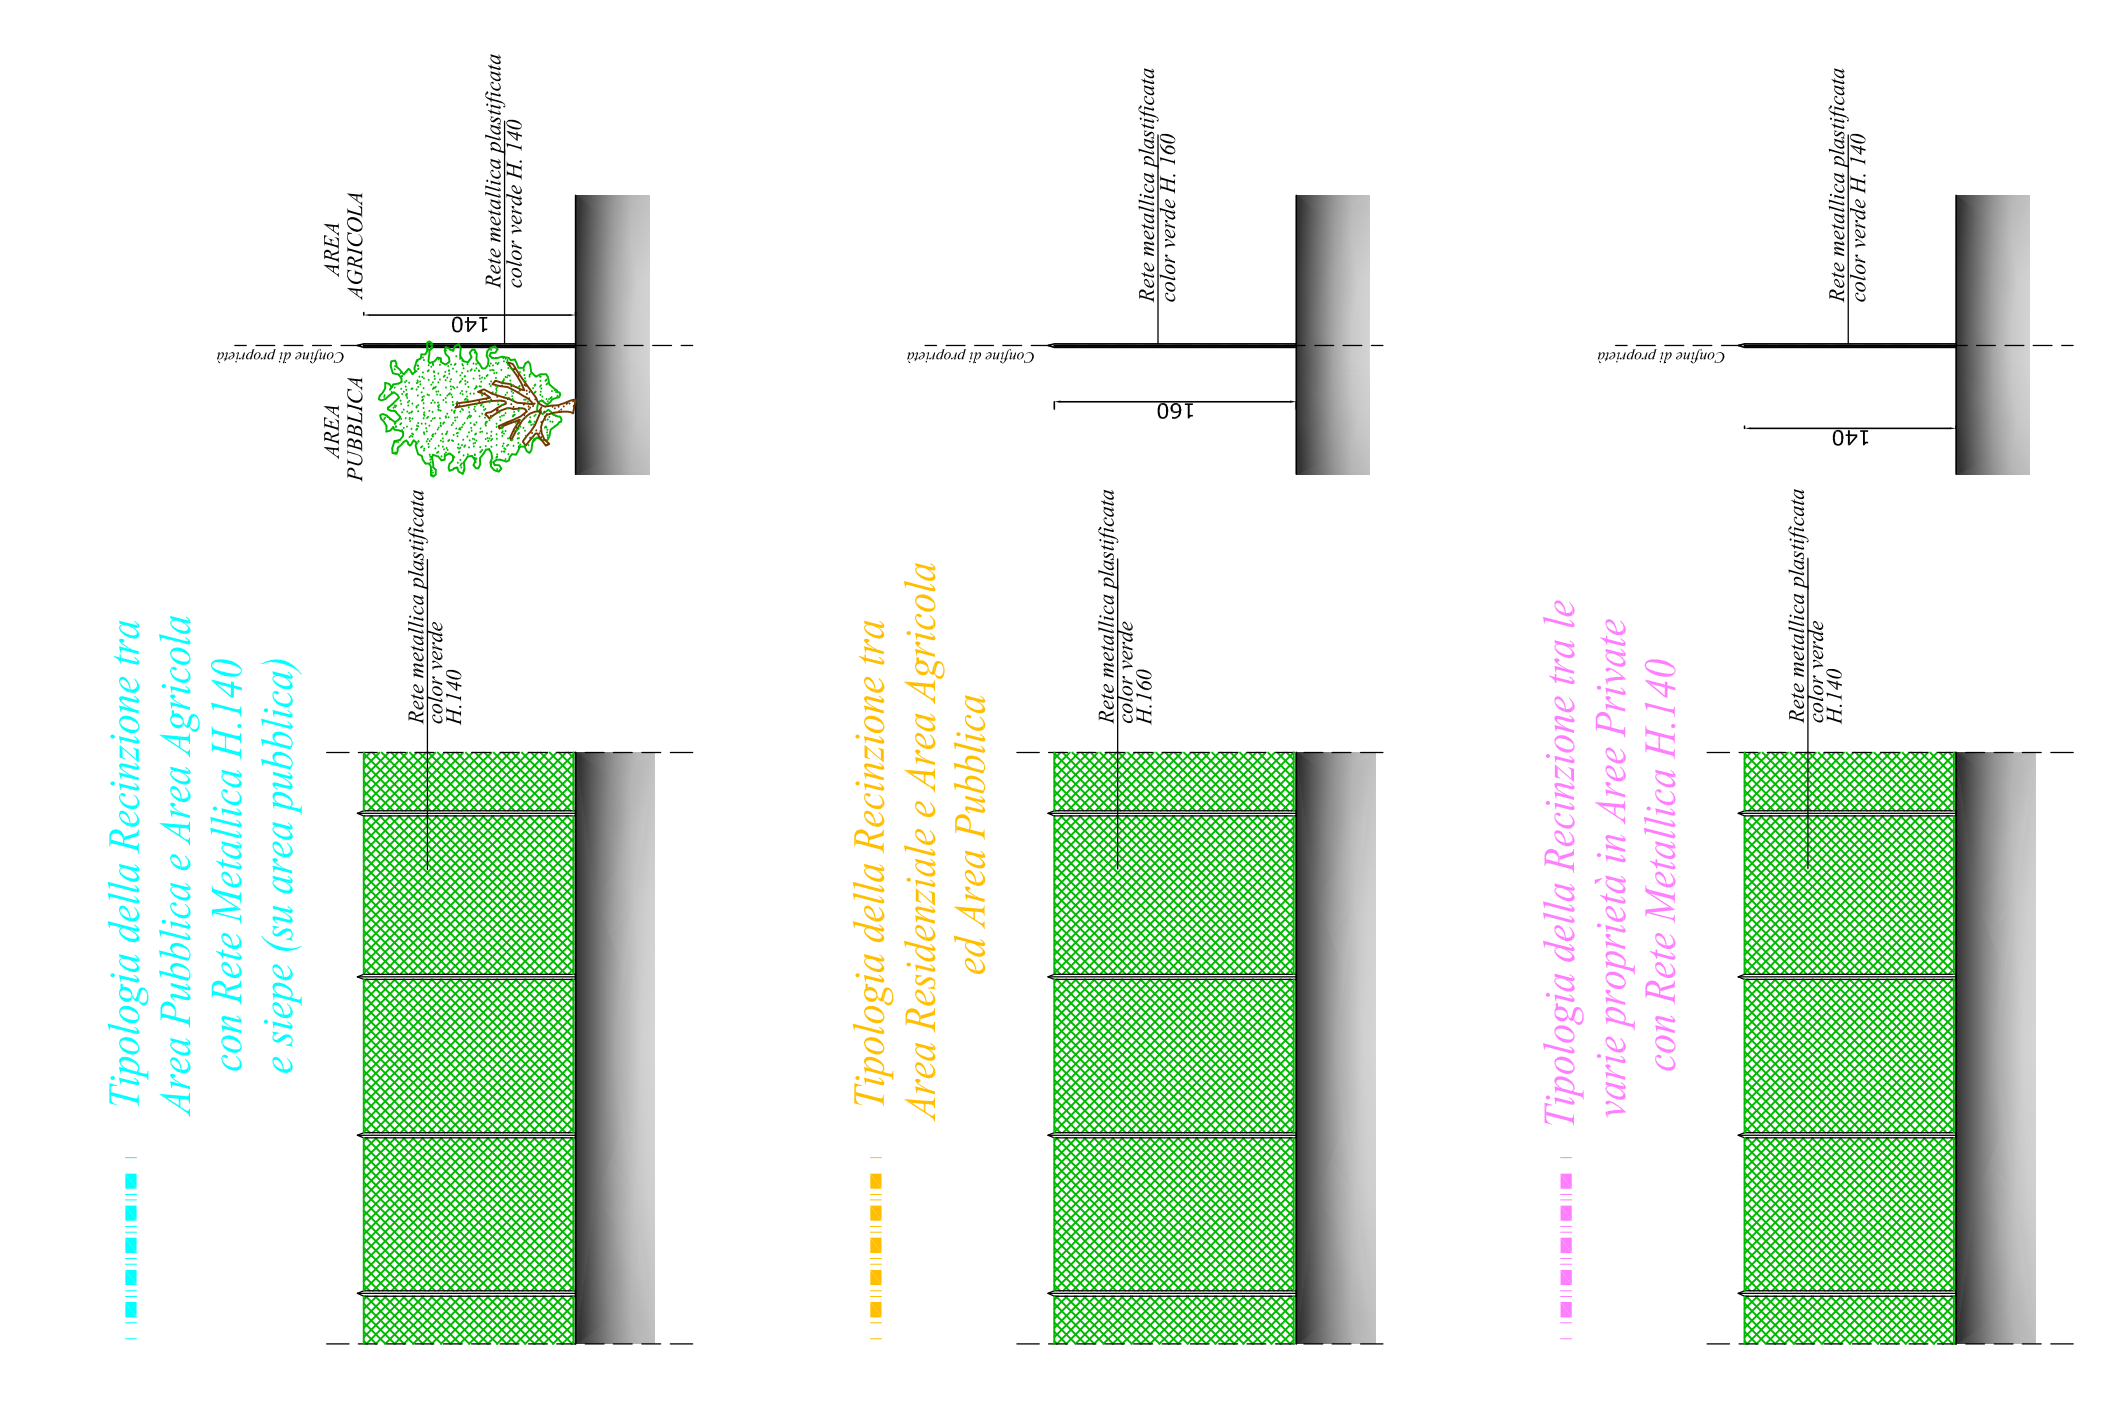 Tipologia della Recinzione tra
Area Pubblica e Area Agricola
con Rete Metallica H.140
e siepe (su area pubblica)
Rete metallica plastificata
color verde
H.140
AREA
PUBBLICA
AREA
AGRICOLA
Confine di proprietà
140
Rete metallica plastificata
color verde H. 140
Tipologia della Recinzione tra
Area Residenziale e Area Agricola
ed Area Pubblica
Rete metallica plastificata
color verde
H.160
Confine di proprietà
160
Rete metallica plastificata
color verde H. 160
Tipologia della Recinzione tra le
varie proprietà in Aree Private
con Rete Metallica H.140
Rete metallica plastificata
color verde
H.140
Confine di proprietà
140
Rete metallica plastificata
color verde H. 140